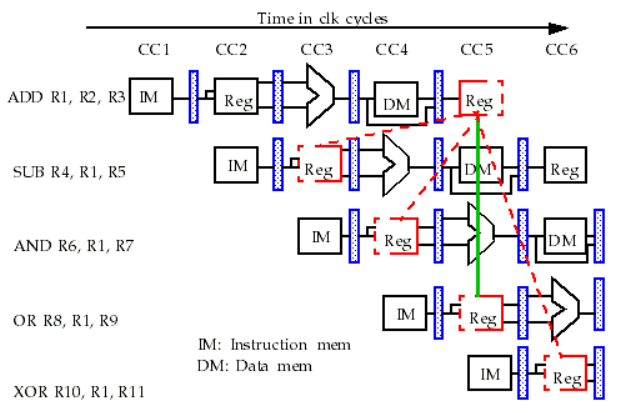 Time in clk cycles
CC1 CC2 CC3 CC4 CC5 CC6
ADD R1, R2, R3 IM Reg DM Reg
SUB R4, R1, R5 IM Reg DM Reg
AND R6, R1, R7 IM Reg DM
OR R8, R1, R9 IM Reg
IM: Instruction mem
DM: Data mem
XOR R10, R1, R11 IM Reg